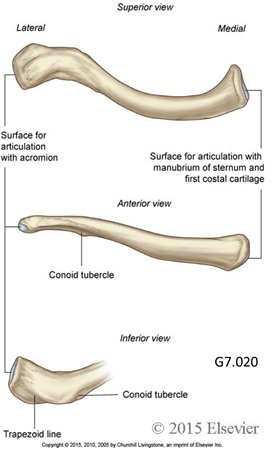 Superior view
Lateral
Medial
Surface for
articulation
with acromion
Surface for articulation with
manubrium of sternum and
first costal cartilage
Anterior view
Conoid tubercle
Inferior view
G7.020
Conoid tubercle
Trapezoid line
© 2015 Elsevier
Copyright © 2015, 2010, 2005 by Churchill Livingstone, an imprint of Elsevier Inc.